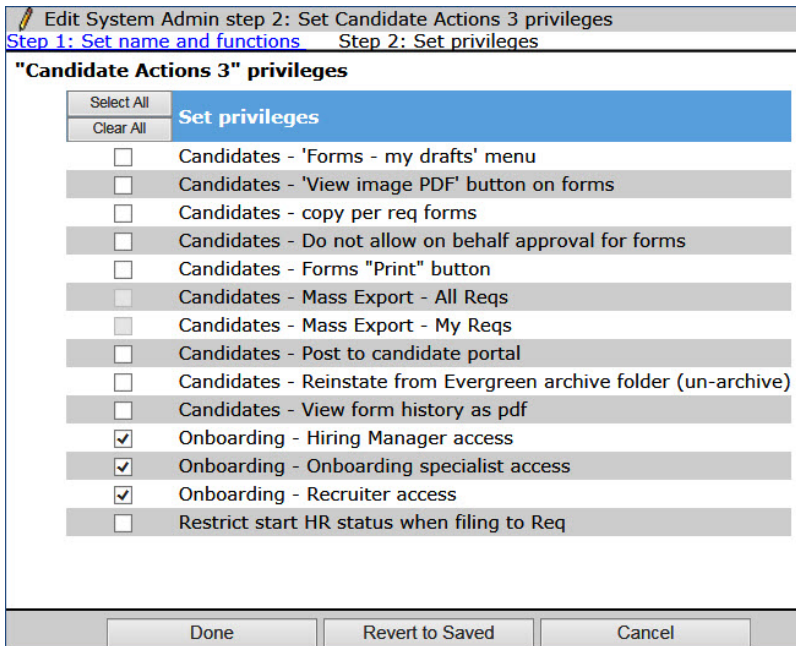 Edit System Admin step 2: Set Candidate Actions 3 privileges
Step 1: Set name and functions Step 2: Set privileges
"Candidate Actions 3" privileges
Select All
Clear All
Set privileges
Candidates - 'Forms - my drafts' menu
Candidates - 'View image PDF' button on forms
Candidates - copy per req forms
Candidates - Do not allow on behalf approval for forms
Candidates - Forms "Print" button
Candidates - Mass Export - All Reqs
Candidates - Mass Export - My Reqs
Candidates - Post to candidate portal
Candidates - Reinstate from Evergreen archive folder (un-archive)
Candidates - View form history as pdf
Onboarding - Hiring Manager access
Onboarding - Onboarding specialist access
Onboarding - Recruiter access
Restrict start HR status when filing to Req
Done Revert to Saved Cancel